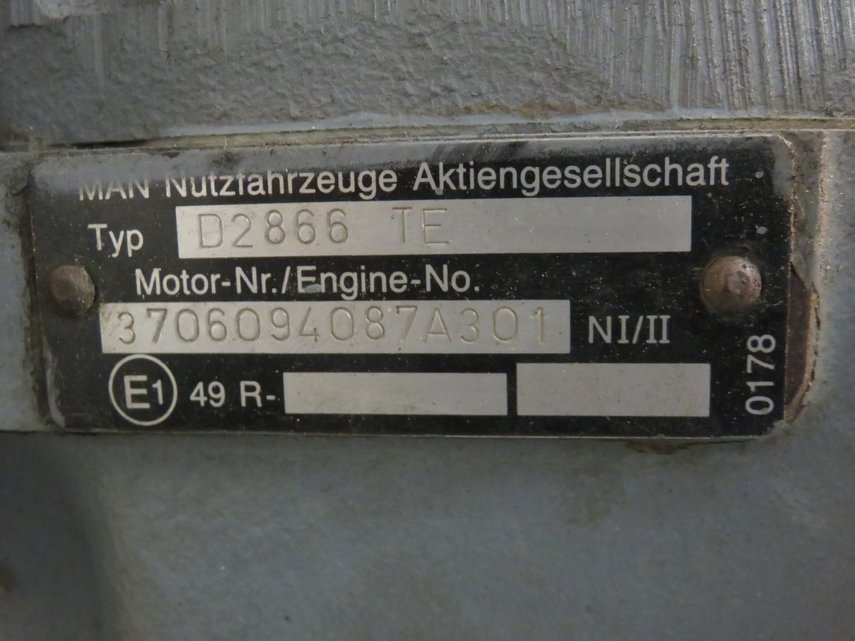 MAN Nutzfahrzeuge Aktiengesellschaft
Typ D2866 TE
Motor-Nr./Engine-No.
3706094087A301 NI/II
E1 49 R-
0178